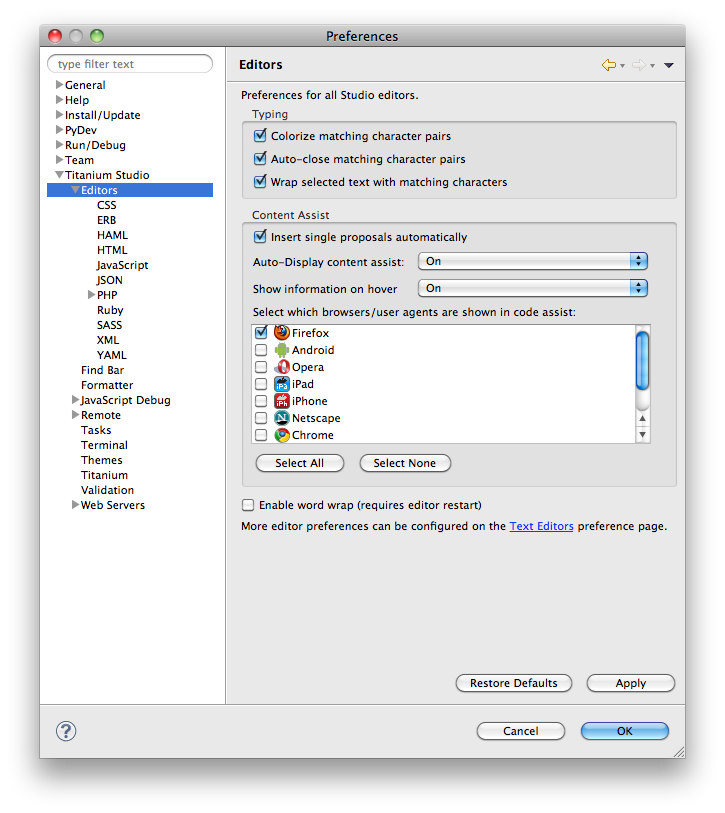 Preferences
type filter text
General
Help
Install/Update
PyDev
Run/Debug
Team
Titanium Studio
Editors
CSS
ERB
HAML
HTML
JavaScript
JSON
PHP
Ruby
SASS
XML
YAML
Find Bar
Formatter
JavaScript Debug
Remote
Tasks
Terminal
Themes
Titanium
Validation
Web Servers
Editors
Preferences for all Studio editors.
Typing
Colorize matching character pairs
Auto-close matching character pairs
Wrap selected text with matching characters
Content Assist
Insert single proposals automatically
Auto-Display content assist: On
Show information on hover On
Select which browsers/user agents are shown in code assist:
Firefox
Android
Opera
iPad
iPhone
Netscape
Chrome
Select All Select None
Enable word wrap (requires editor restart)
More editor preferences can be configured on the Text Editors preference page.
Restore Defaults Apply
? Cancel OK